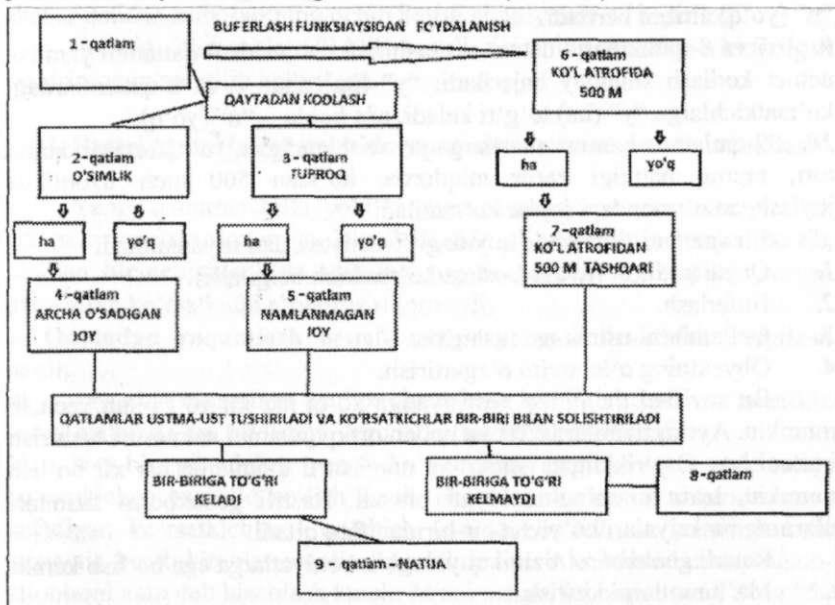 BUFERLASH FUNKSIYSIDAN FOYDALANISH
1 - qatlam
QAYTADAN KODLASH
6 - qatlam
KO'L ATROFIDA
500 M
2 - qatlam
O'SIMLIK
3 - qatlam
TUPROQ
ha
yo'q
ha
yo'q
ha
yo'q
4 - qatlam
ARCHA O'SADIGAN
JOY
5 - qatlam
NAMLANMAGAN
JOY
7 - qatlam
KO'L ATROFIDAN
500 M TASHQARI
QATLAMLAR USTMA-UST TUSHIRILADI VA KO'RSATKICHLAR BIR-BIRI BILAN SOLISHTIRILADI
BIR-BIRIGA TO'G'RI
KELADI
BIR-BIRIGA TO'G'RI
KELMAYDI
8 - qatlam
9 - qatlam - NATIJA